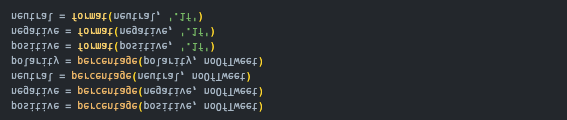 positive = percentage(positive, noOfTweet)
negative = percentage(negative, noOfTweet)
neutral = percentage(neutral, noOfTweet)
polarity = percentage(polarity, noOfTweet)
positive = format(positive, '.1f')
negative = format(negative, '.1f')
neutral = format(neutral, '.1f')